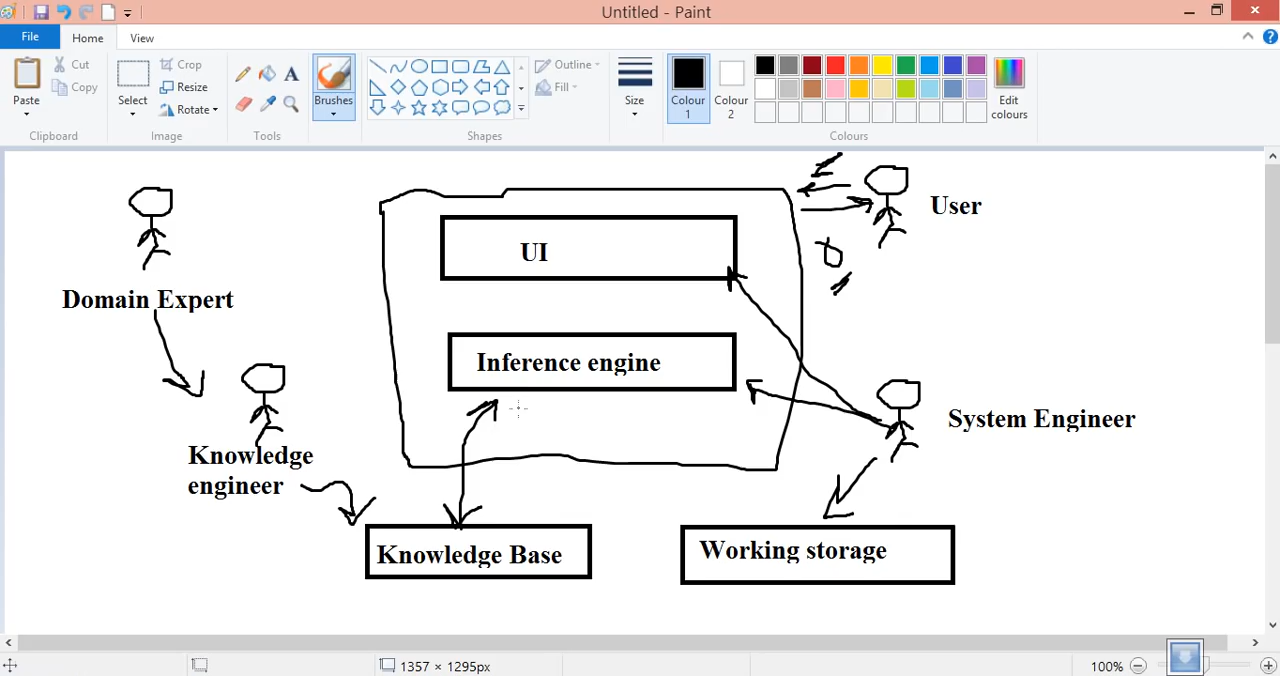 Untitled - Paint
File
Home
View
Paste
Cut
Copy
Clipboard
Select
Crop
Resize
Rotate
Image
A
Tools
Brushes
Outline
Fill
Shapes
Size
Colour 1
Colour 2
Edit colours
Colours
User
UI
Domain Expert
Inference engine
System Engineer
Knowledge
engineer
Knowledge Base
Working storage
1357 × 1295px
100%